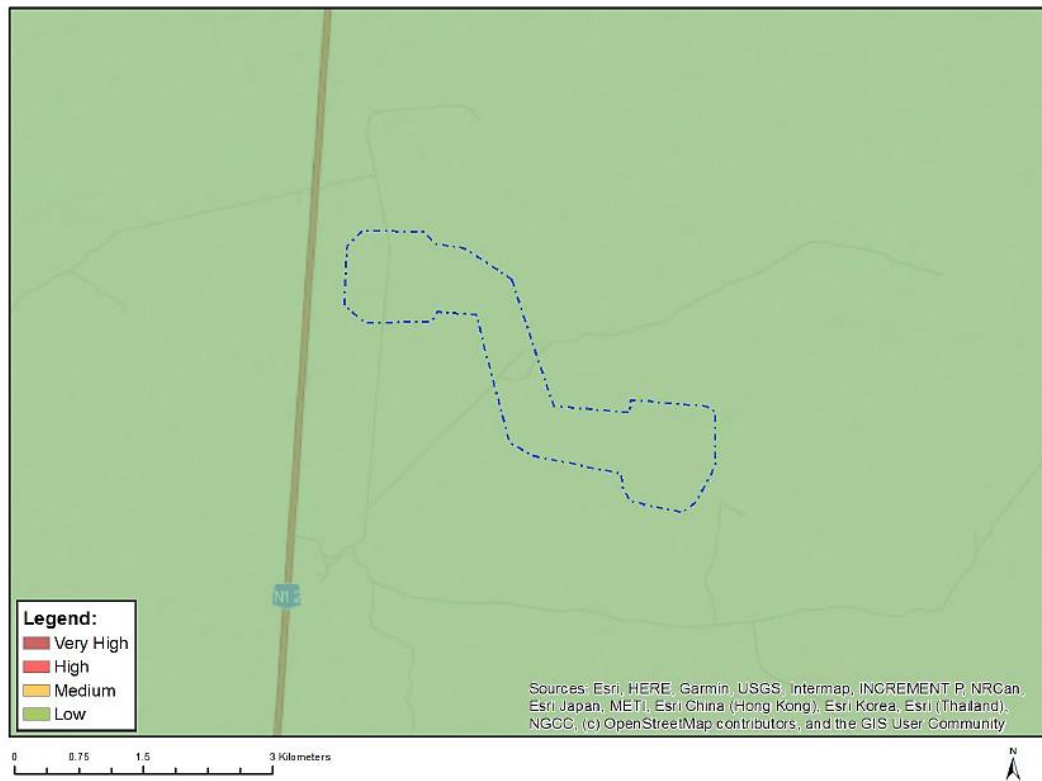 N12
Legend:
Very High
High
Medium
Low
Sources: Esri, HERE, Garmin, USGS, Intermap, INCREMENT P, NRCan,
Esri Japan, METI, Esri China (Hong Kong), Esri Korea, Esri (Thailand),
NGCC, (c) OpenStreetMap contributors, and the GIS User Community
0 0.75 1.5 3 Kilometers
N